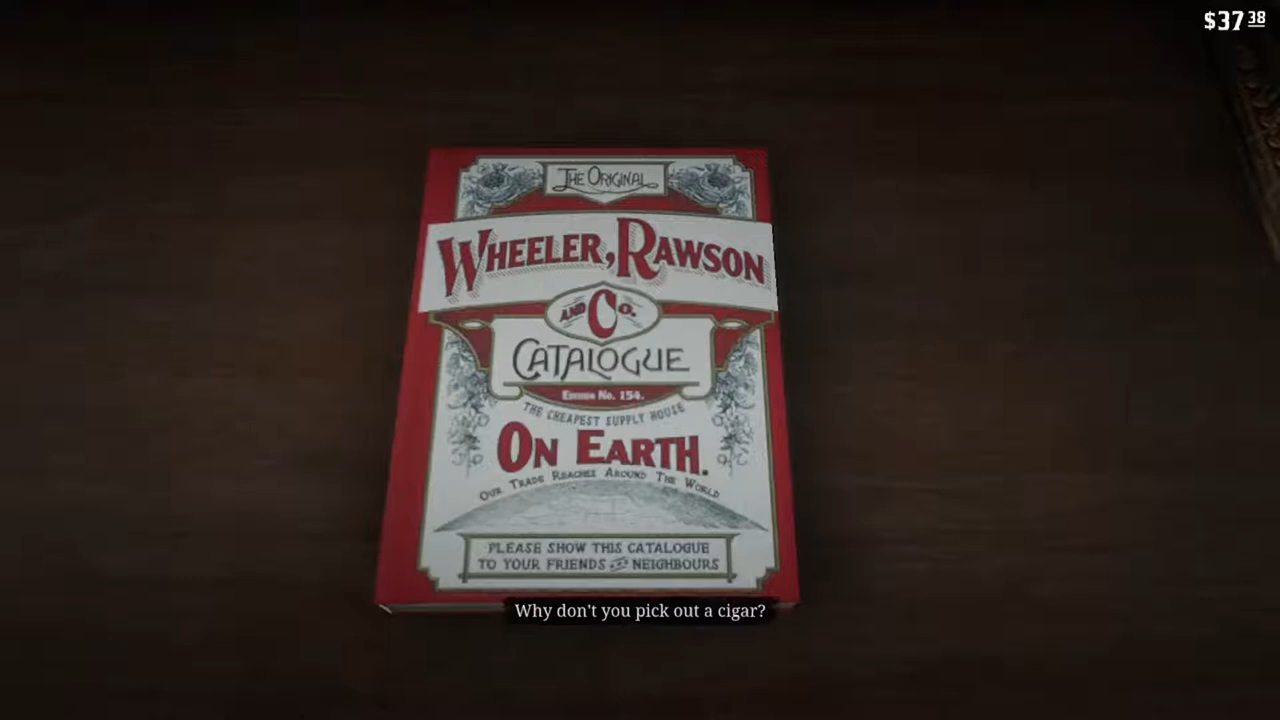 $37 38
THE ORIGINAL
WHEELER, RAWSON
AND CO.
CATALOGUE
EDITION No. 154.
THE CHEAPEST SUPPLY HOUSE
ON EARTH.
OUR TRADE REACHES AROUND THE WORLD
PLEASE SHOW THIS CATALOGUE
TO YOUR FRIENDS AND NEIGHBOURS
Why don't you pick out a cigar?